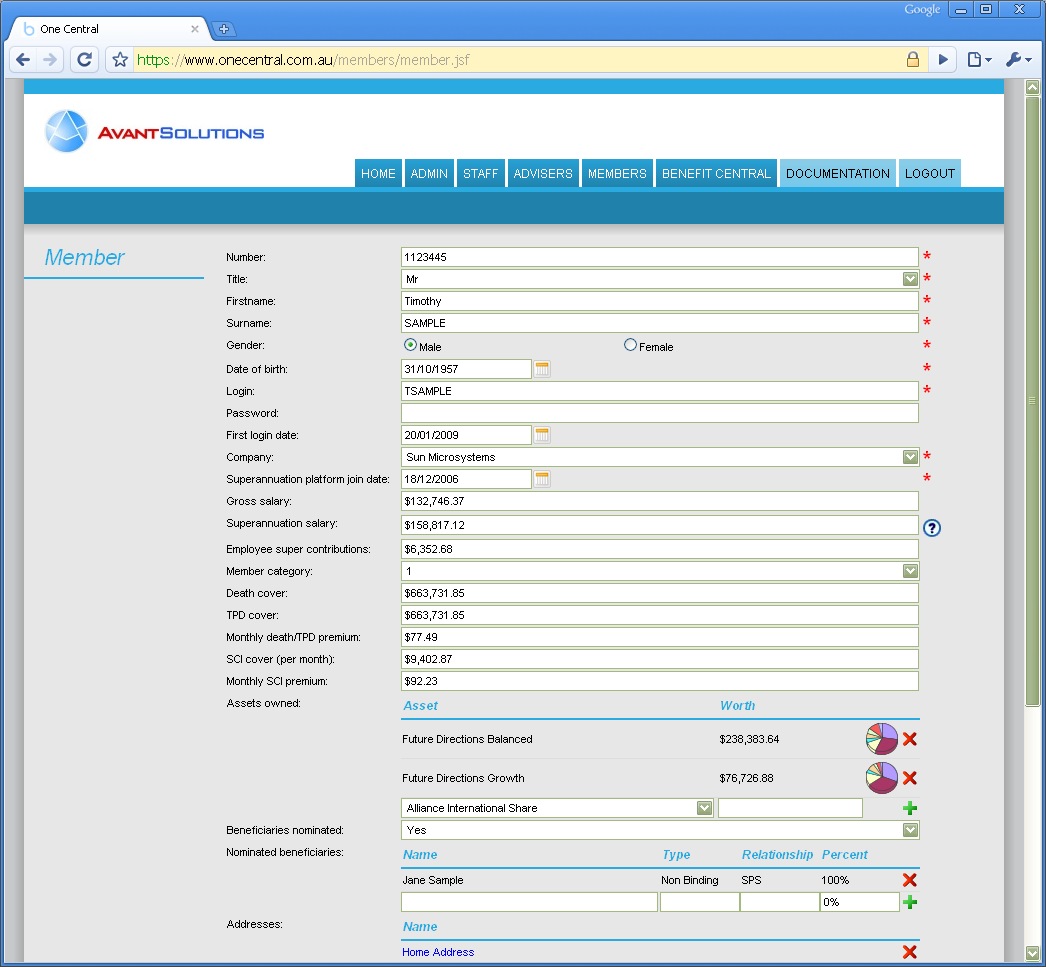 Google
One Central
https://www.onecentral.com.au/members/member.jsf
AVANTSOLUTIONS
HOME ADMIN STAFF ADVISERS MEMBERS BENEFIT CENTRAL DOCUMENTATION LOGOUT
Member
Number: 1123445 *
Title: Mr *
Firstname: Timothy *
Surname: SAMPLE *
Gender: Male Female *
Date of birth: 31/10/1957 *
Login: TSAMPLE *
Password:
First login date: 20/01/2009
Company: Sun Microsystems *
Superannuation platform join date: 18/12/2006 *
Gross salary: $132,746.37
Superannuation salary: $158,817.12 ?
Employee super contributions: $6,352.68
Member category: 1
Death cover: $663,731.85
TPD cover: $663,731.85
Monthly death/TPD premium: $77.49
SCI cover (per month): $9,402.87
Monthly SCI premium: $92.23
Assets owned: Asset Worth
Future Directions Balanced $238,383.64
Future Directions Growth $76,726.88
Alliance International Share
Beneficiaries nominated: Yes
Nominated beneficiaries: Name Type Relationship Percent
Jane Sample Non Binding SPS 100%
0%
Addresses: Name
Home Address